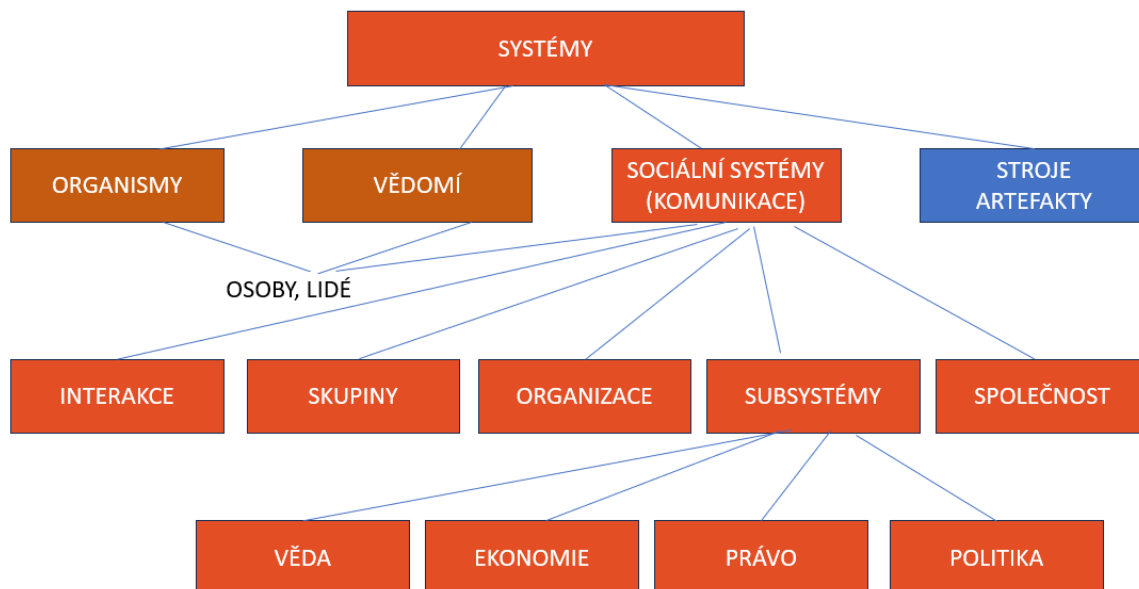 SYSTÉMY
ORGANISMY
VĚDOMÍ
SOCIÁLNÍ SYSTÉMY
(KOMUNIKACE)
STROJE
ARTEFAKTY
OSOBY, LIDÉ
INTERAKCE
SKUPINY
ORGANIZACE
SUBSYSTÉMY
SPOLEČNOST
VĚDA
EKONOMIE
PRÁVO
POLITIKA